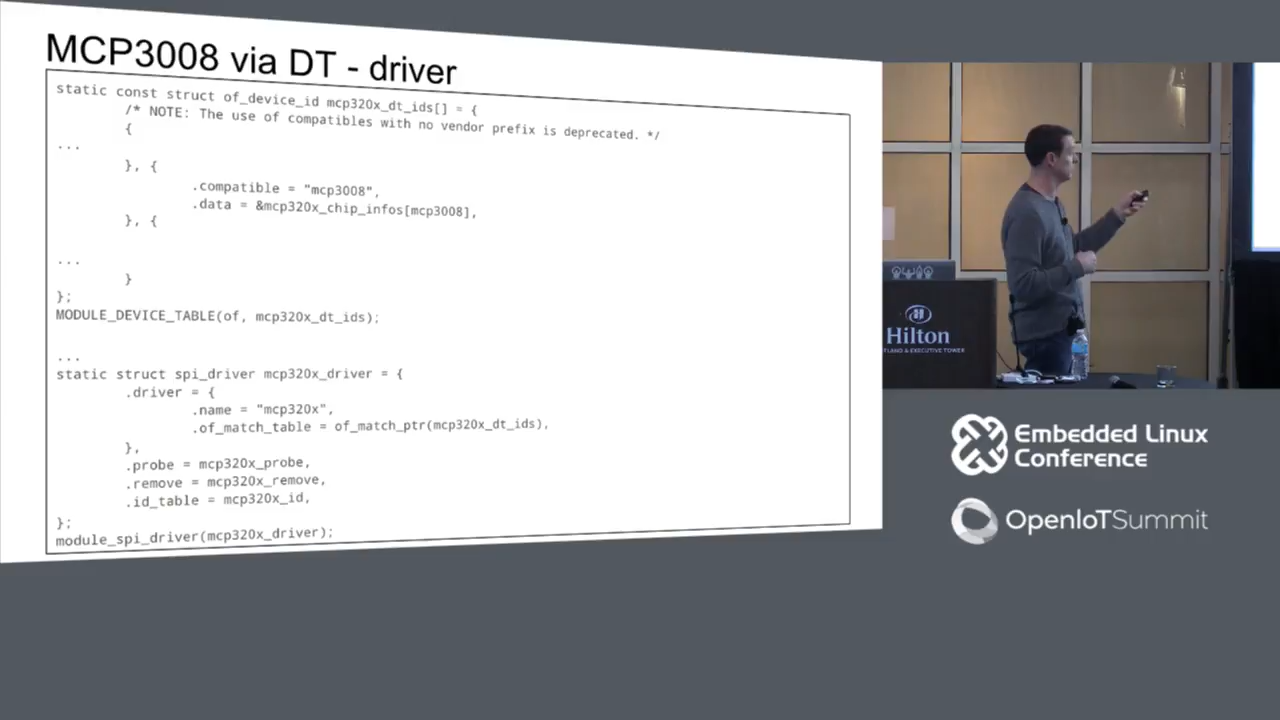 MCP3008 via DT - driver
static const struct of_device_id mcp320x_dt_ids[] = {
/* NOTE: The use of compatibles with no vendor prefix is deprecated. */
{
...
}, {
.compatible = "mcp3008",
.data = &mcp320x_chip_infos[mcp3008],
}, {
...
}
};
MODULE_DEVICE_TABLE(of, mcp320x_dt_ids);
...
static struct spi_driver mcp320x_driver = {
.driver = {
.name = "mcp320x",
.of_match_table = of_match_ptr(mcp320x_dt_ids),
},
.probe = mcp320x_probe,
.remove = mcp320x_remove,
.id_table = mcp320x_id,
};
module_spi_driver(mcp320x_driver);
Hilton
& EXECUTIVE TOWER
Embedded Linux
Conference
OpenIoTSummit